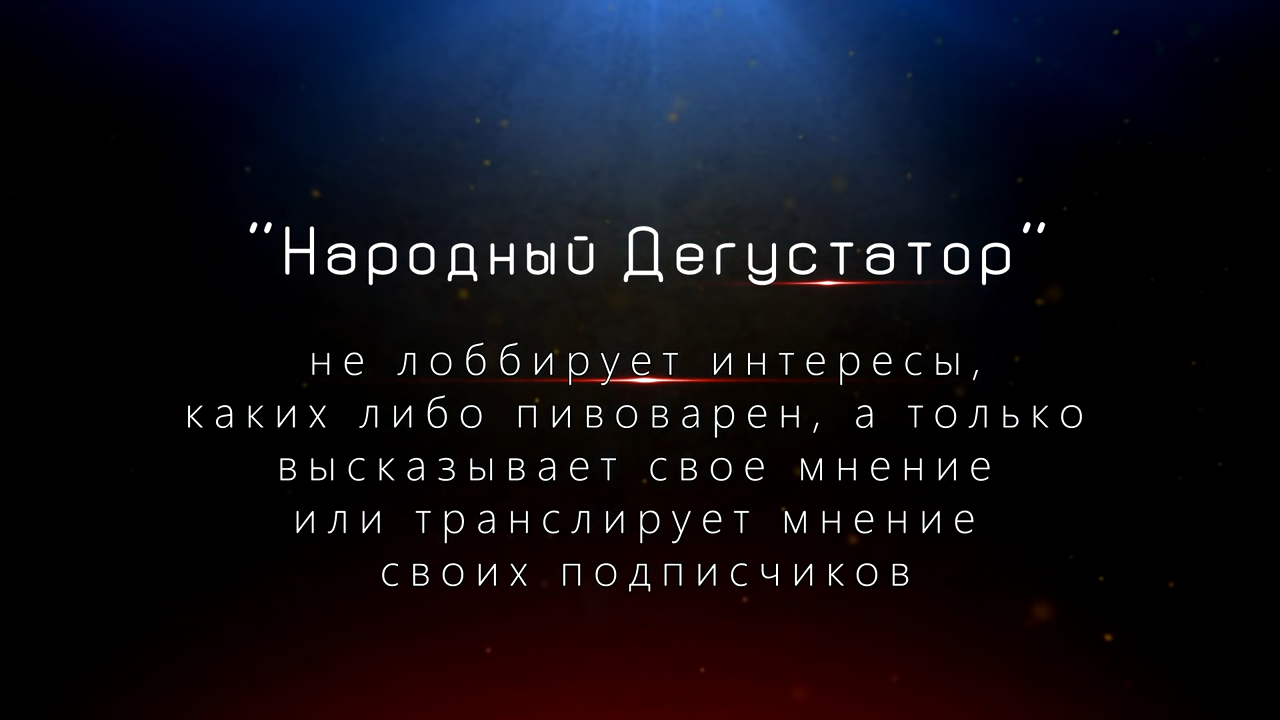 "Народный Дегустатор"
не лоббирует интересы,
каких либо пивоварен, а только
высказывает свое мнение
или транслирует мнение
своих подписчиков